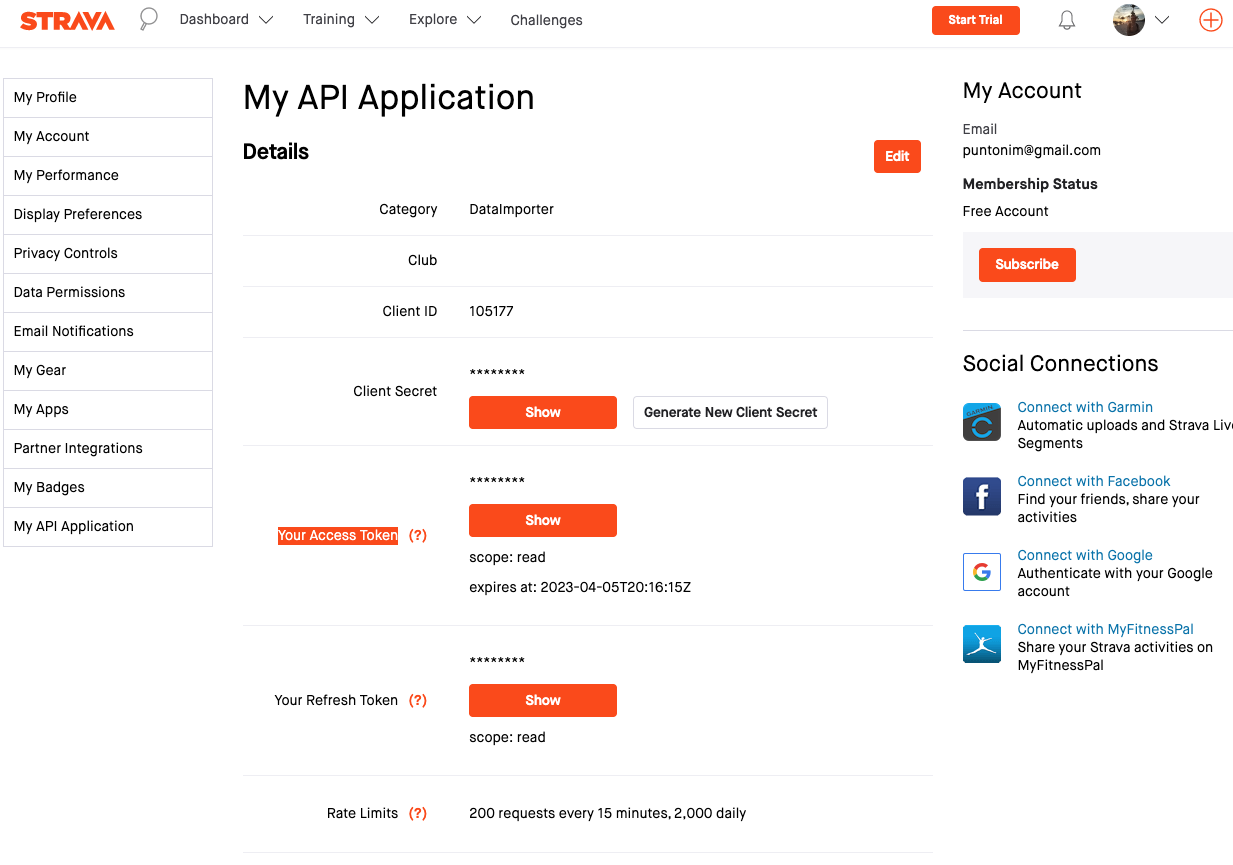 STRAVA
Dashboard
Training
Explore
Challenges
Start Trial
My Profile
My Account
My Performance
Display Preferences
Privacy Controls
Data Permissions
Email Notifications
My Gear
My Apps
Partner Integrations
My Badges
My API Application
My API Application
Details
Edit
Category DataImporter
Club
Client ID 105177
Client Secret
********
Show
Generate New Client Secret
Your Access Token (?)
********
Show
scope: read
expires at: 2023-04-05T20:16:15Z
Your Refresh Token (?)
********
Show
scope: read
Rate Limits (?) 200 requests every 15 minutes, 2,000 daily
My Account
Email
puntonim@gmail.com
Membership Status
Free Account
Subscribe
Social Connections
GARMIN
Connect with Garmin
Automatic uploads and Strava Live
Segments
Connect with Facebook
Find your friends, share your
activities
Connect with Google
Authenticate with your Google
account
Connect with MyFitnessPal
Share your Strava activities on
MyFitnessPal